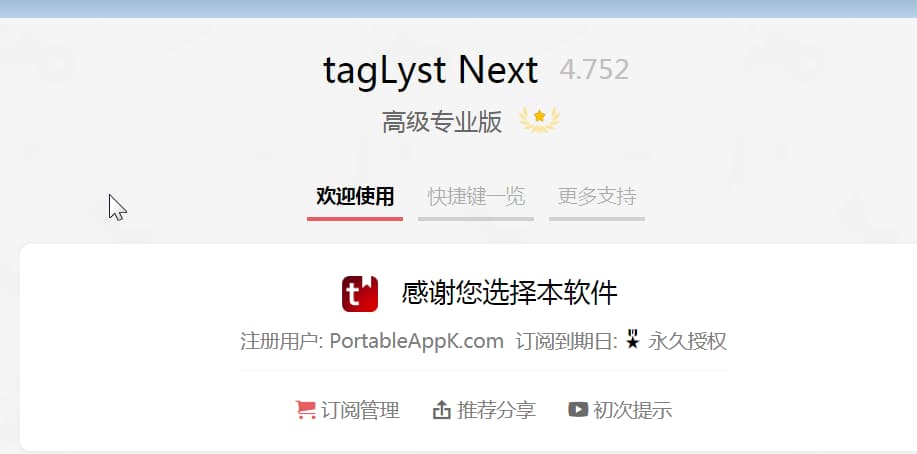 tagLyst Next 4.752
高级专业版
欢迎使用 快捷键一览 更多支持
t 感谢您选择本软件
注册用户: PortableAppK.com 订阅到期日: 永久授权
订阅管理 推荐分享 初次提示